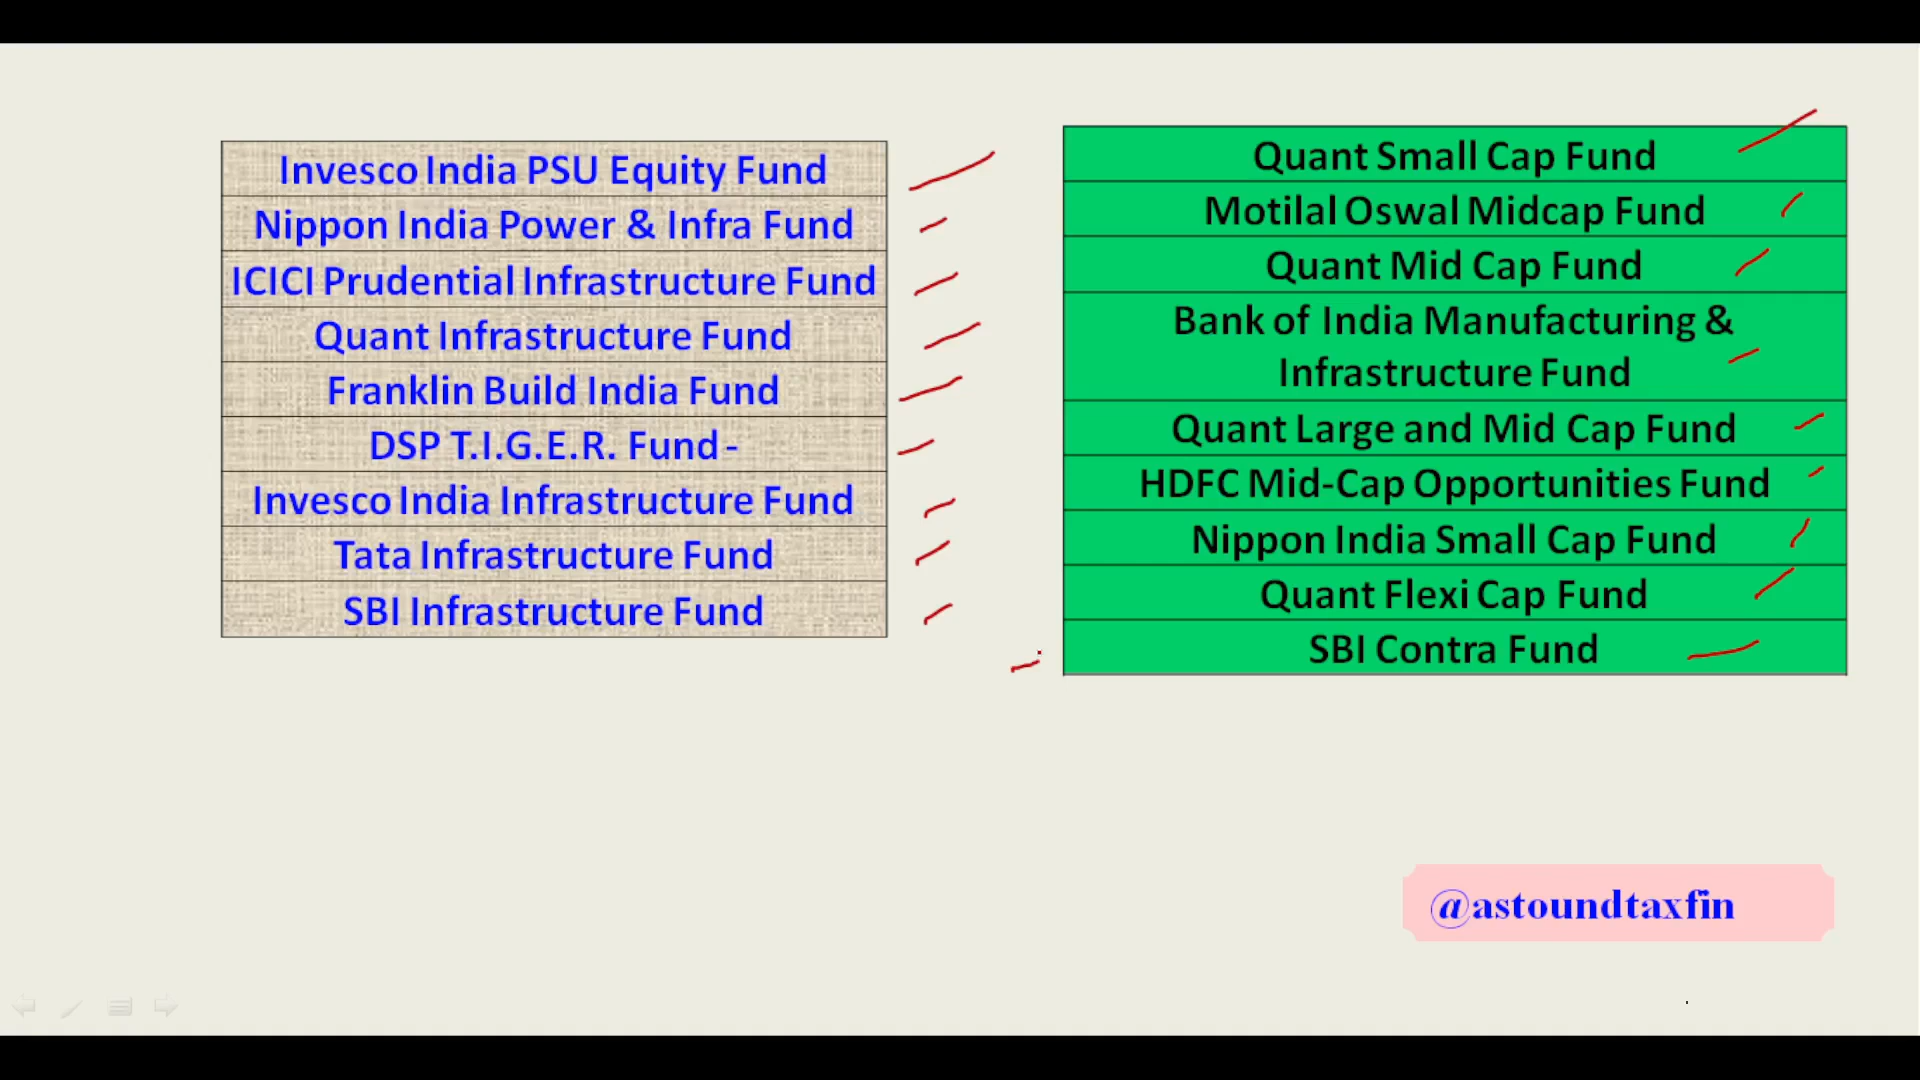 Invesco India PSU Equity Fund
Nippon India Power & Infra Fund
ICICI Prudential Infrastructure Fund
Quant Infrastructure Fund
Franklin Build India Fund
DSP T.I.G.E.R. Fund-
Invesco India Infrastructure Fund
Tata Infrastructure Fund
SBI Infrastructure Fund
Quant Small Cap Fund
Motilal Oswal Midcap Fund
Quant Mid Cap Fund
Bank of India Manufacturing &
Infrastructure Fund
Quant Large and Mid Cap Fund
HDFC Mid-Cap Opportunities Fund
Nippon India Small Cap Fund
Quant Flexi Cap Fund
SBI Contra Fund
@astoundtaxfin